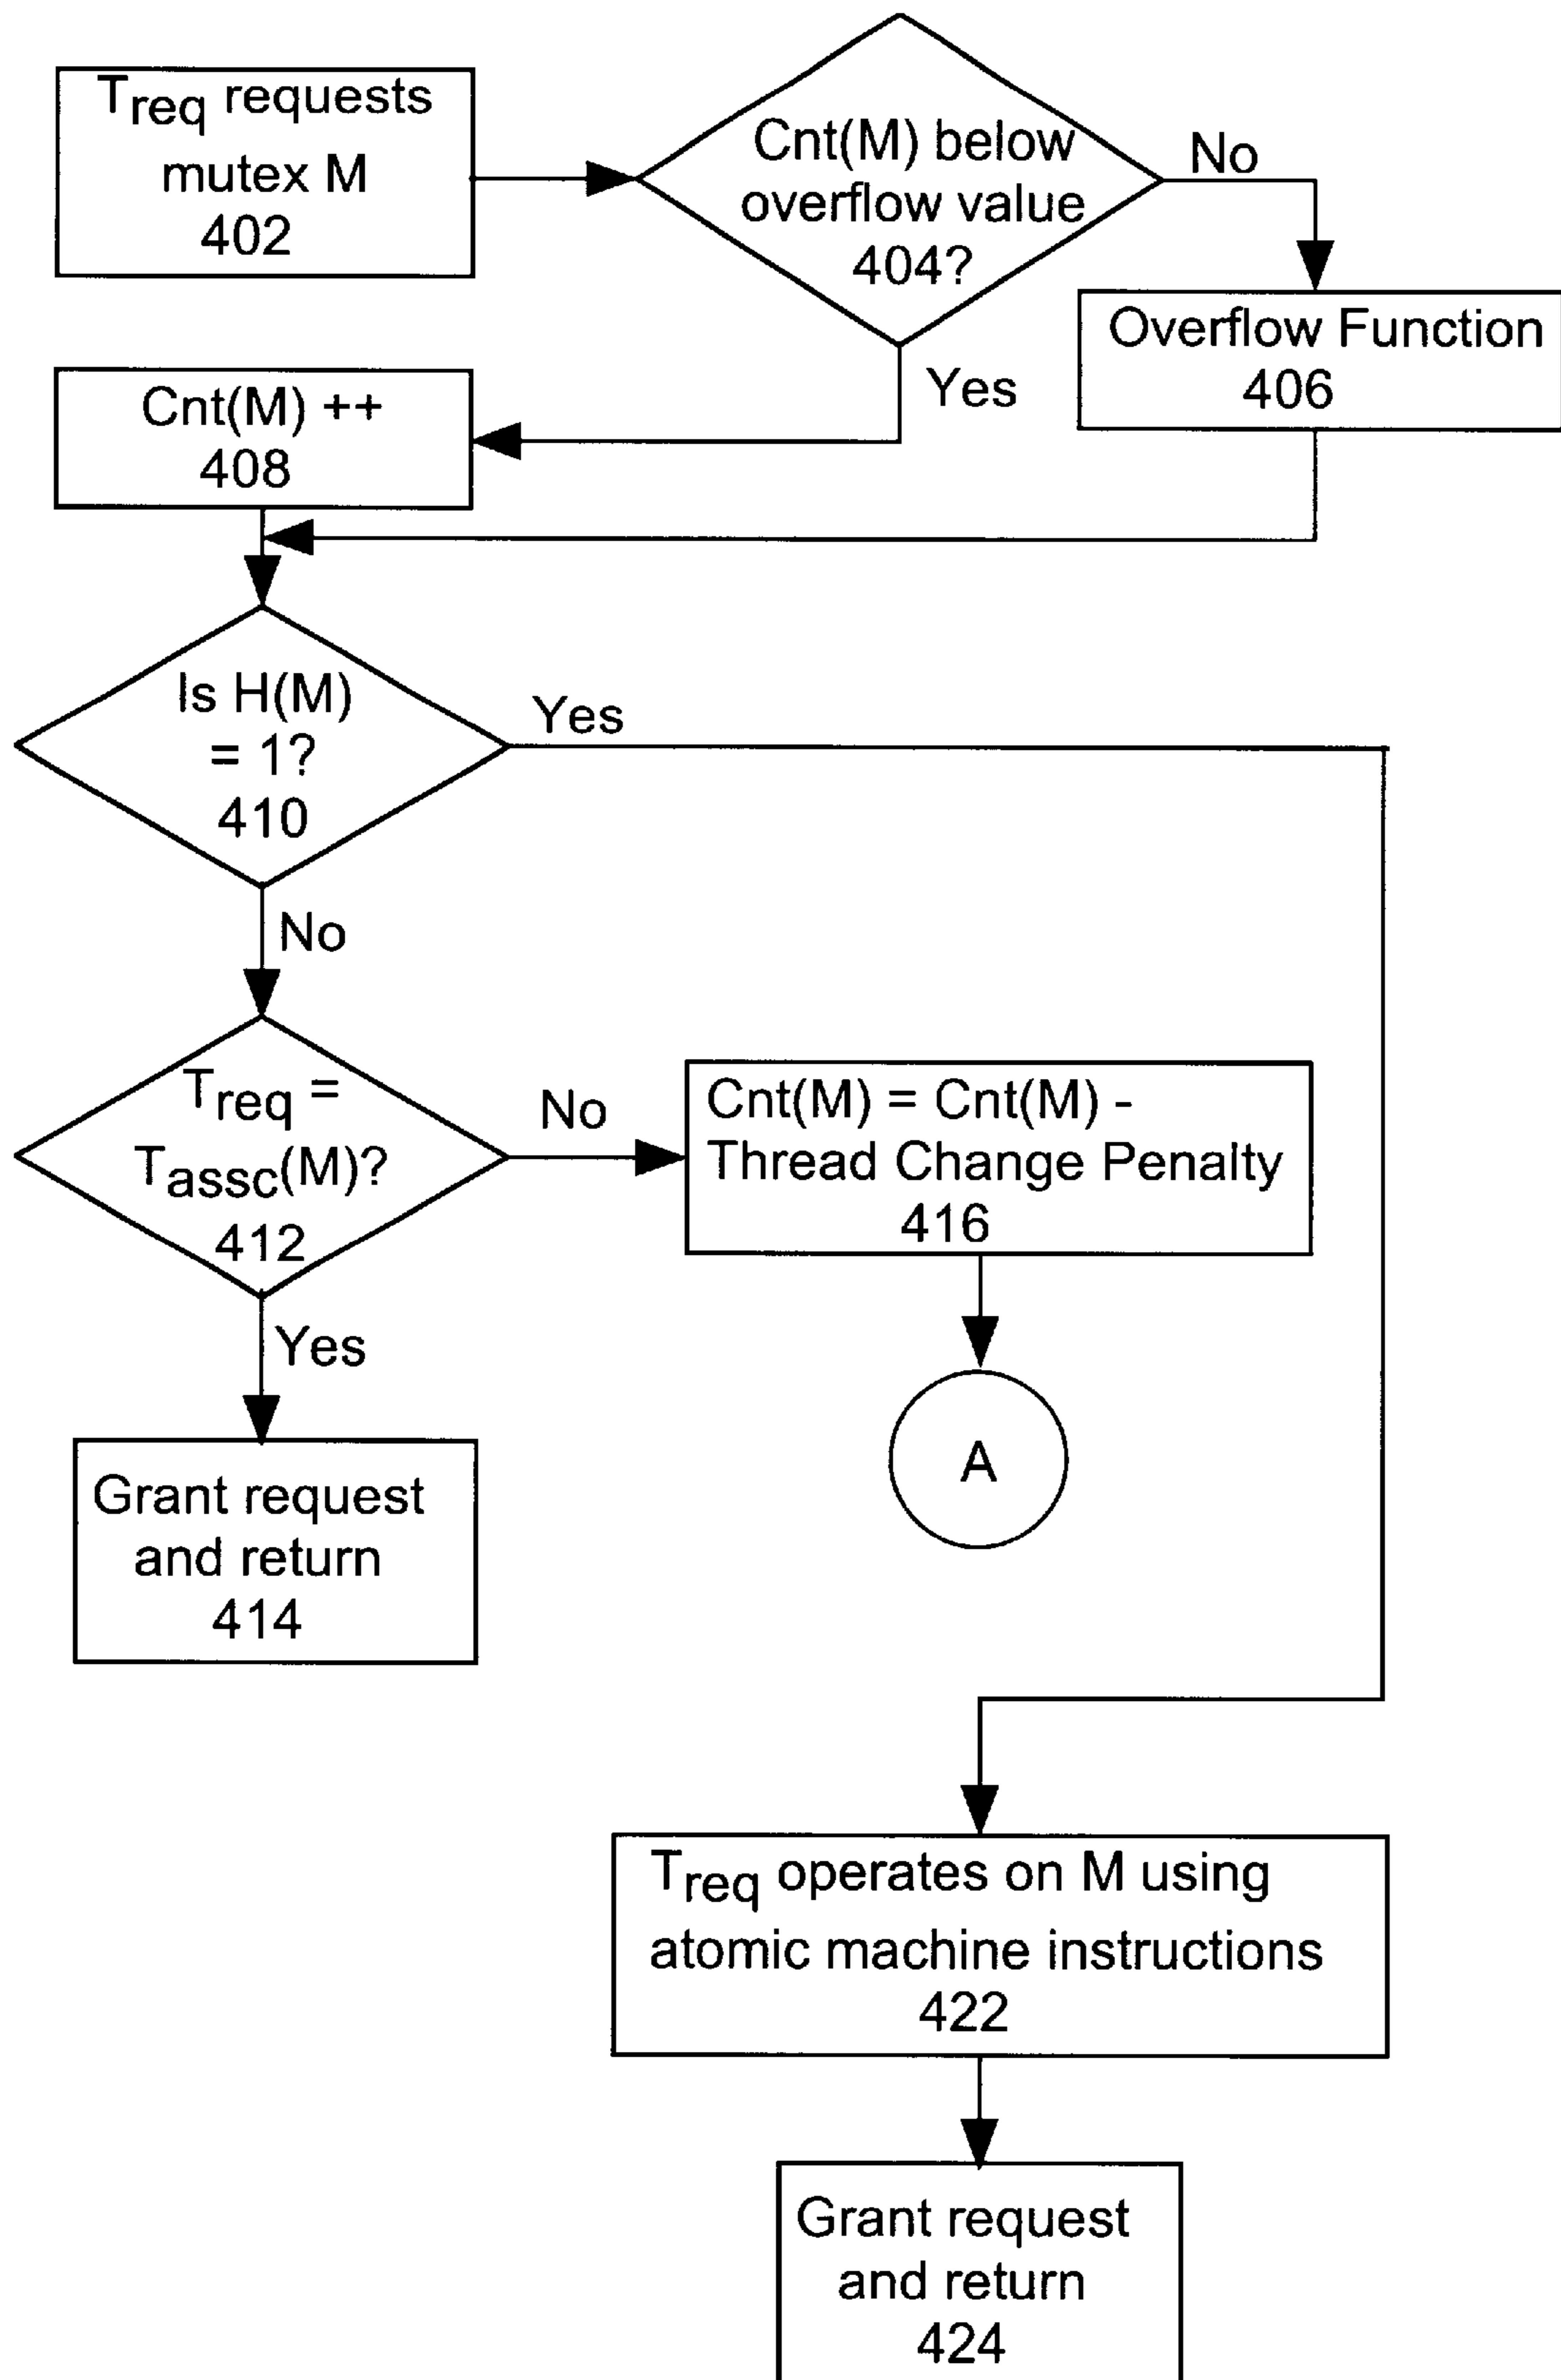 Treq requests
mutex M
402
Cnt(M) below
overflow value
404?
No
Overflow Function
406
Yes
Cnt(M) ++
408
Is H(M)
= 1?
410
Yes
No
Treq =
Tassc(M)?
412
No
Cnt(M) = Cnt(M) -
Thread Change Penalty
416
Yes
A
Grant request
and return
414
Treq operates on M using
atomic machine instructions
422
Grant request
and return
424